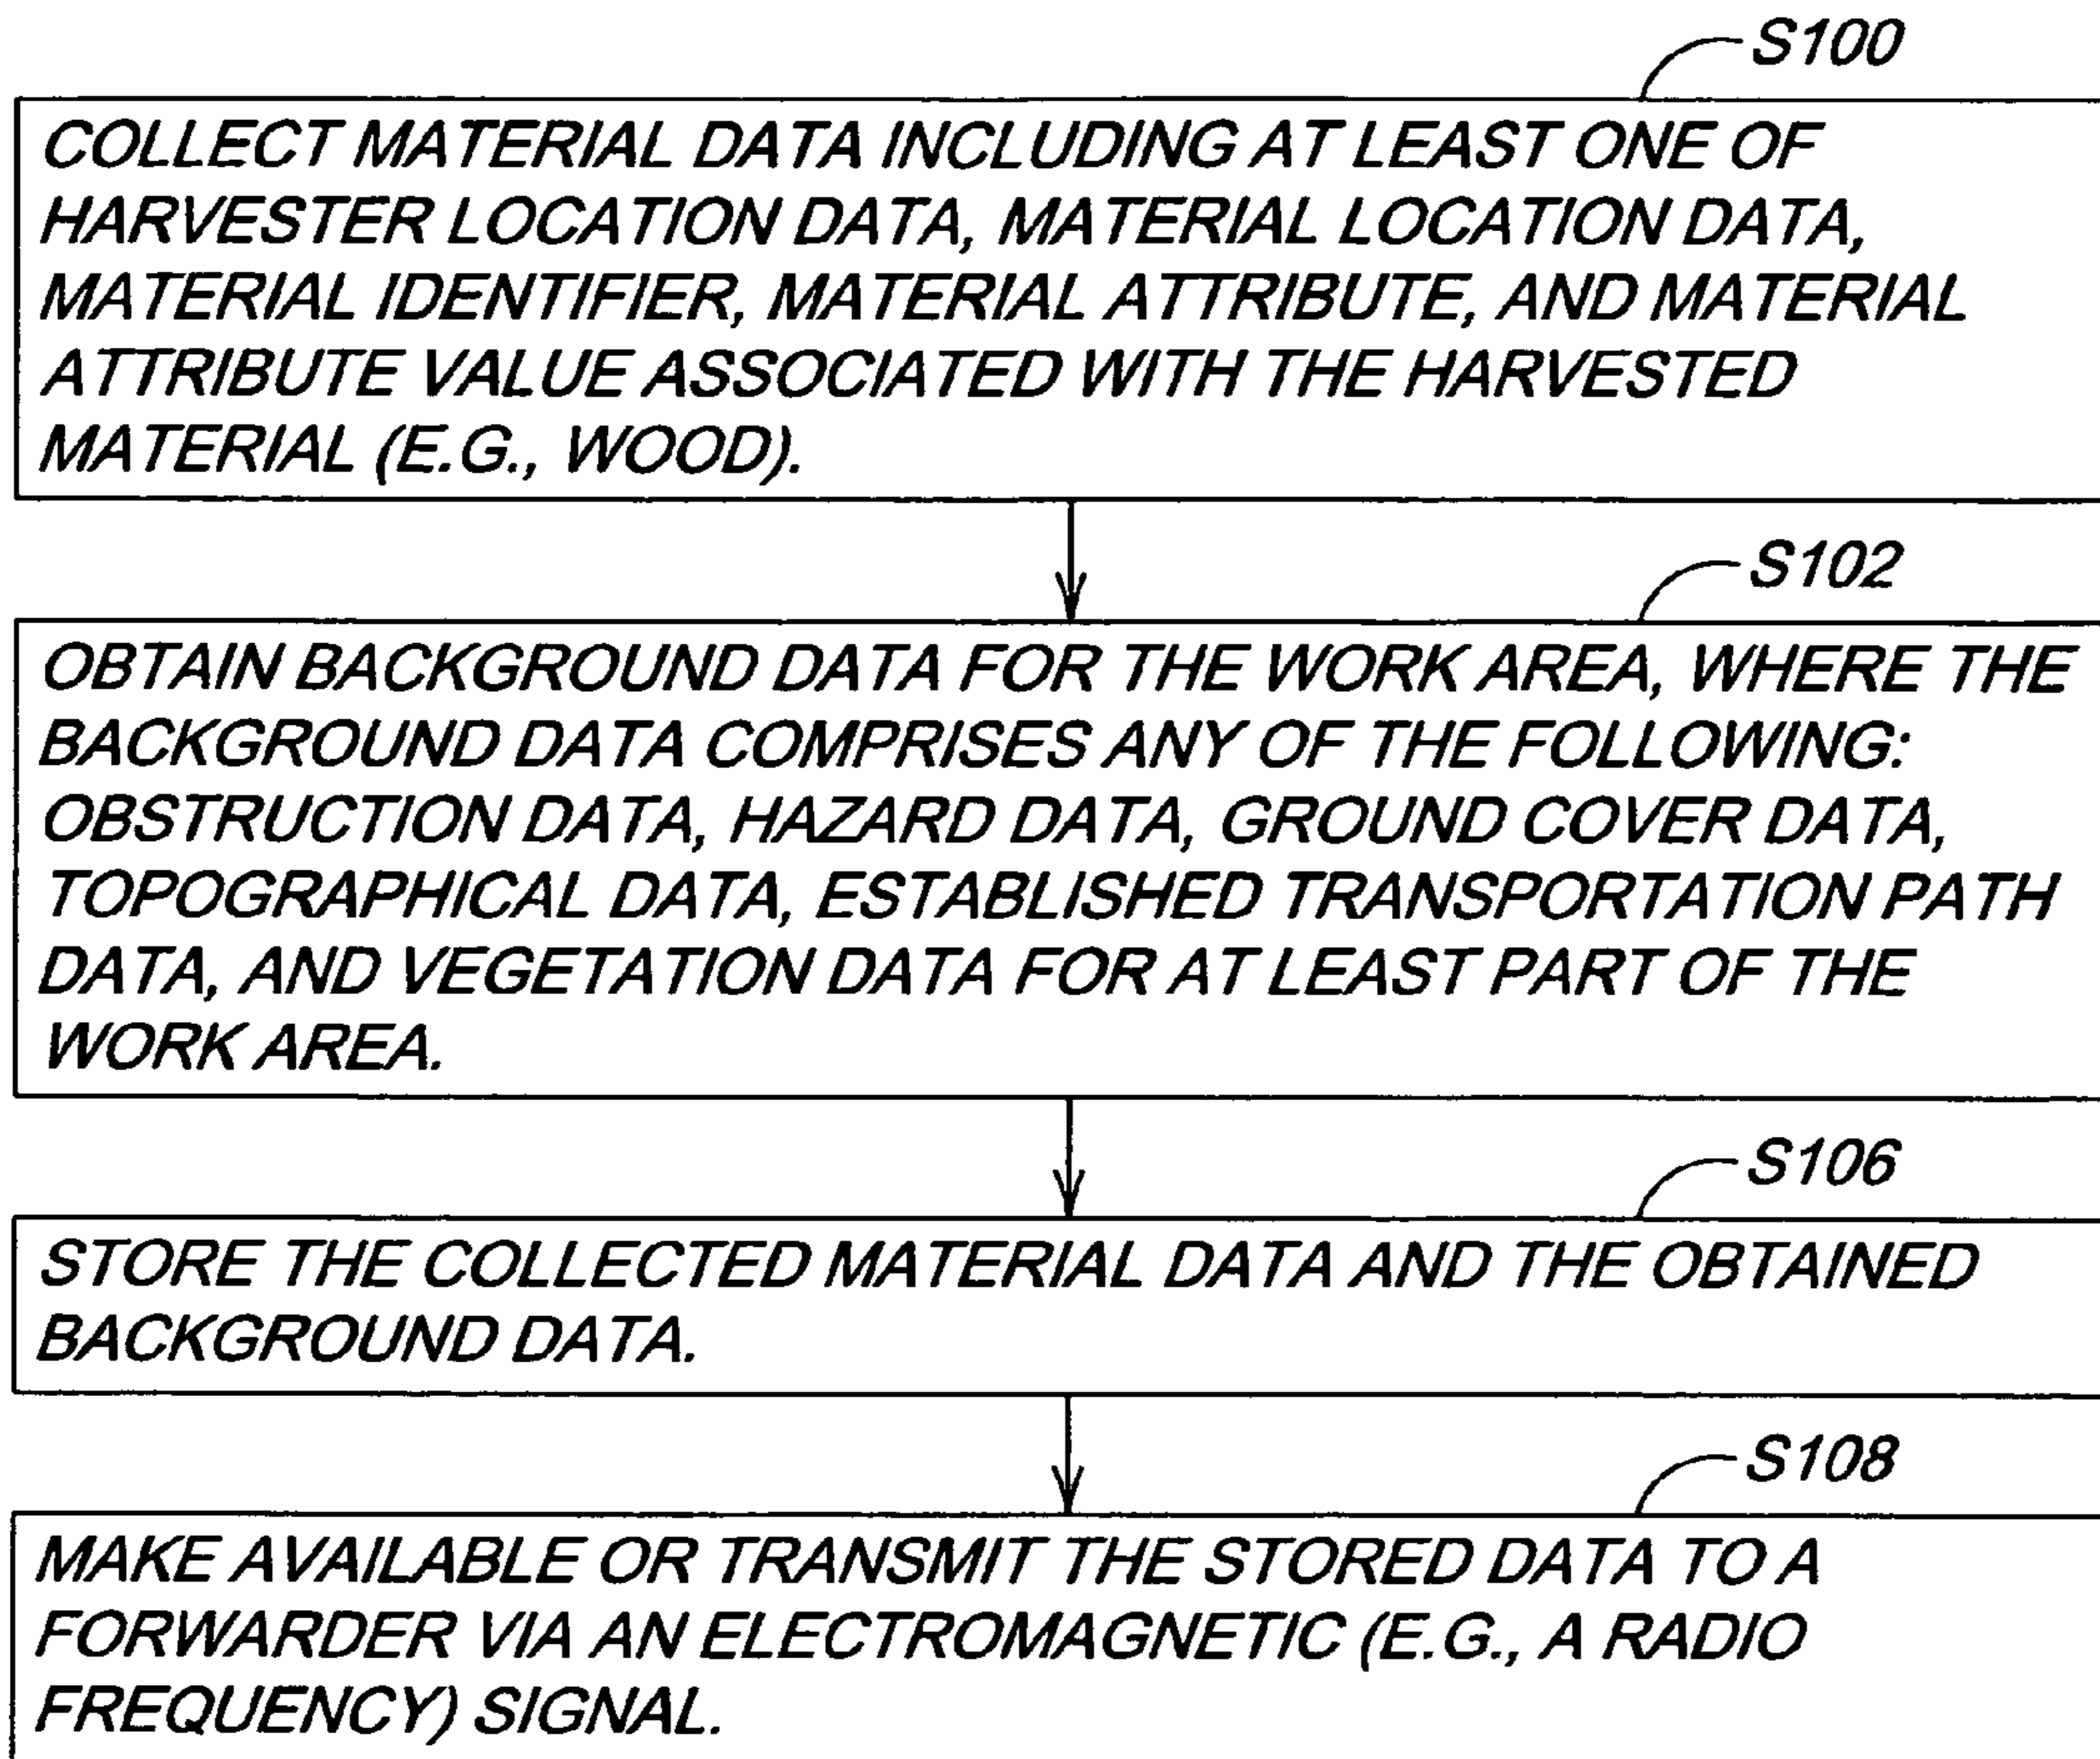 S100
COLLECT MATERIAL DATA INCLUDING AT LEAST ONE OF
HARVESTER LOCATION DATA, MATERIAL LOCATION DATA,
MATERIAL IDENTIFIER, MATERIAL ATTRIBUTE, AND MATERIAL
ATTRIBUTE VALUE ASSOCIATED WITH THE HARVESTED
MATERIAL (E.G., WOOD).
S102
OBTAIN BACKGROUND DATA FOR THE WORK AREA, WHERE THE
BACKGROUND DATA COMPRISES ANY OF THE FOLLOWING:
OBSTRUCTION DATA, HAZARD DATA, GROUND COVER DATA,
TOPOGRAPHICAL DATA, ESTABLISHED TRANSPORTATION PATH
DATA, AND VEGETATION DATA FOR AT LEAST PART OF THE
WORK AREA.
S106
STORE THE COLLECTED MATERIAL DATA AND THE OBTAINED
BACKGROUND DATA.
S108
MAKE AVAILABLE OR TRANSMIT THE STORED DATA TO A
FORWARDER VIA AN ELECTROMAGNETIC (E.G., A RADIO
FREQUENCY) SIGNAL.